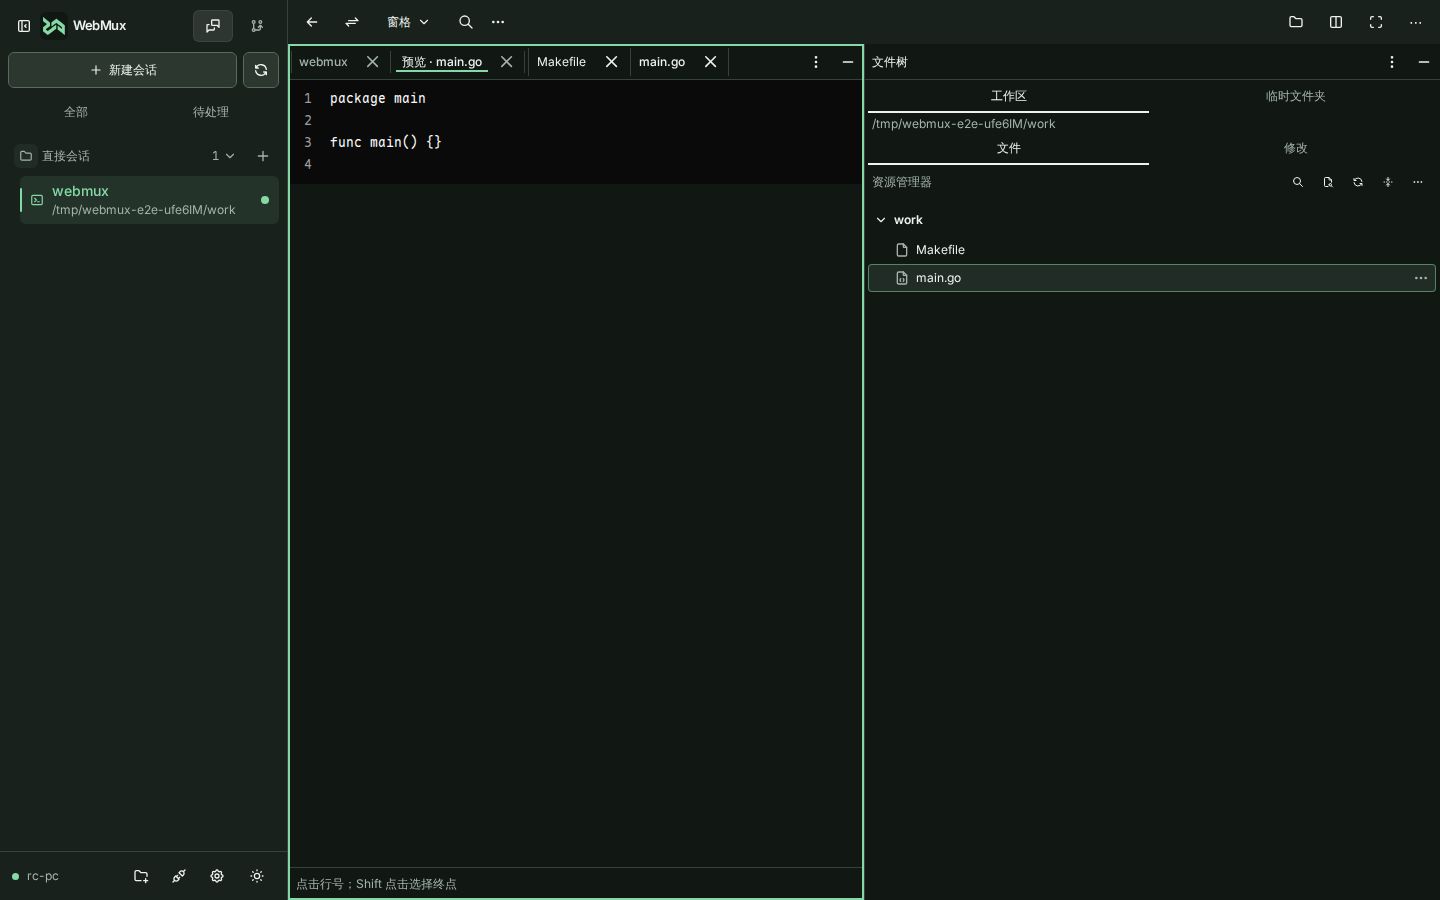 WebMux
新建会话
全部
待处理
直接会话
1
webmux
/tmp/webmux-e2e-ufe6IM/work
rc-pc
窗格
webmux
预览 · main.go
Makefile
main.go
1 package main
2
3 func main() {}
4
点击行号；Shift 点击选择终点
文件树
工作区
临时文件夹
/tmp/webmux-e2e-ufe6IM/work
文件
修改
资源管理器
work
Makefile
main.go